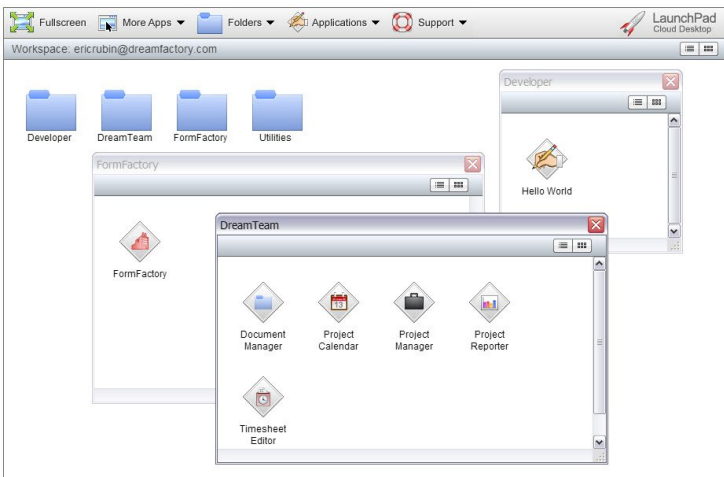 Fullscreen More Apps Folders Applications Support LaunchPad
Cloud Desktop
Workspace: ericrubin@dreamfactory.com
Developer
Developer DreamTeam FormFactory Utilities
Hello World
FormFactory
FormFactory
DreamTeam
Document Manager
Project Calendar
13
Project Manager
Project Reporter
Timesheet Editor